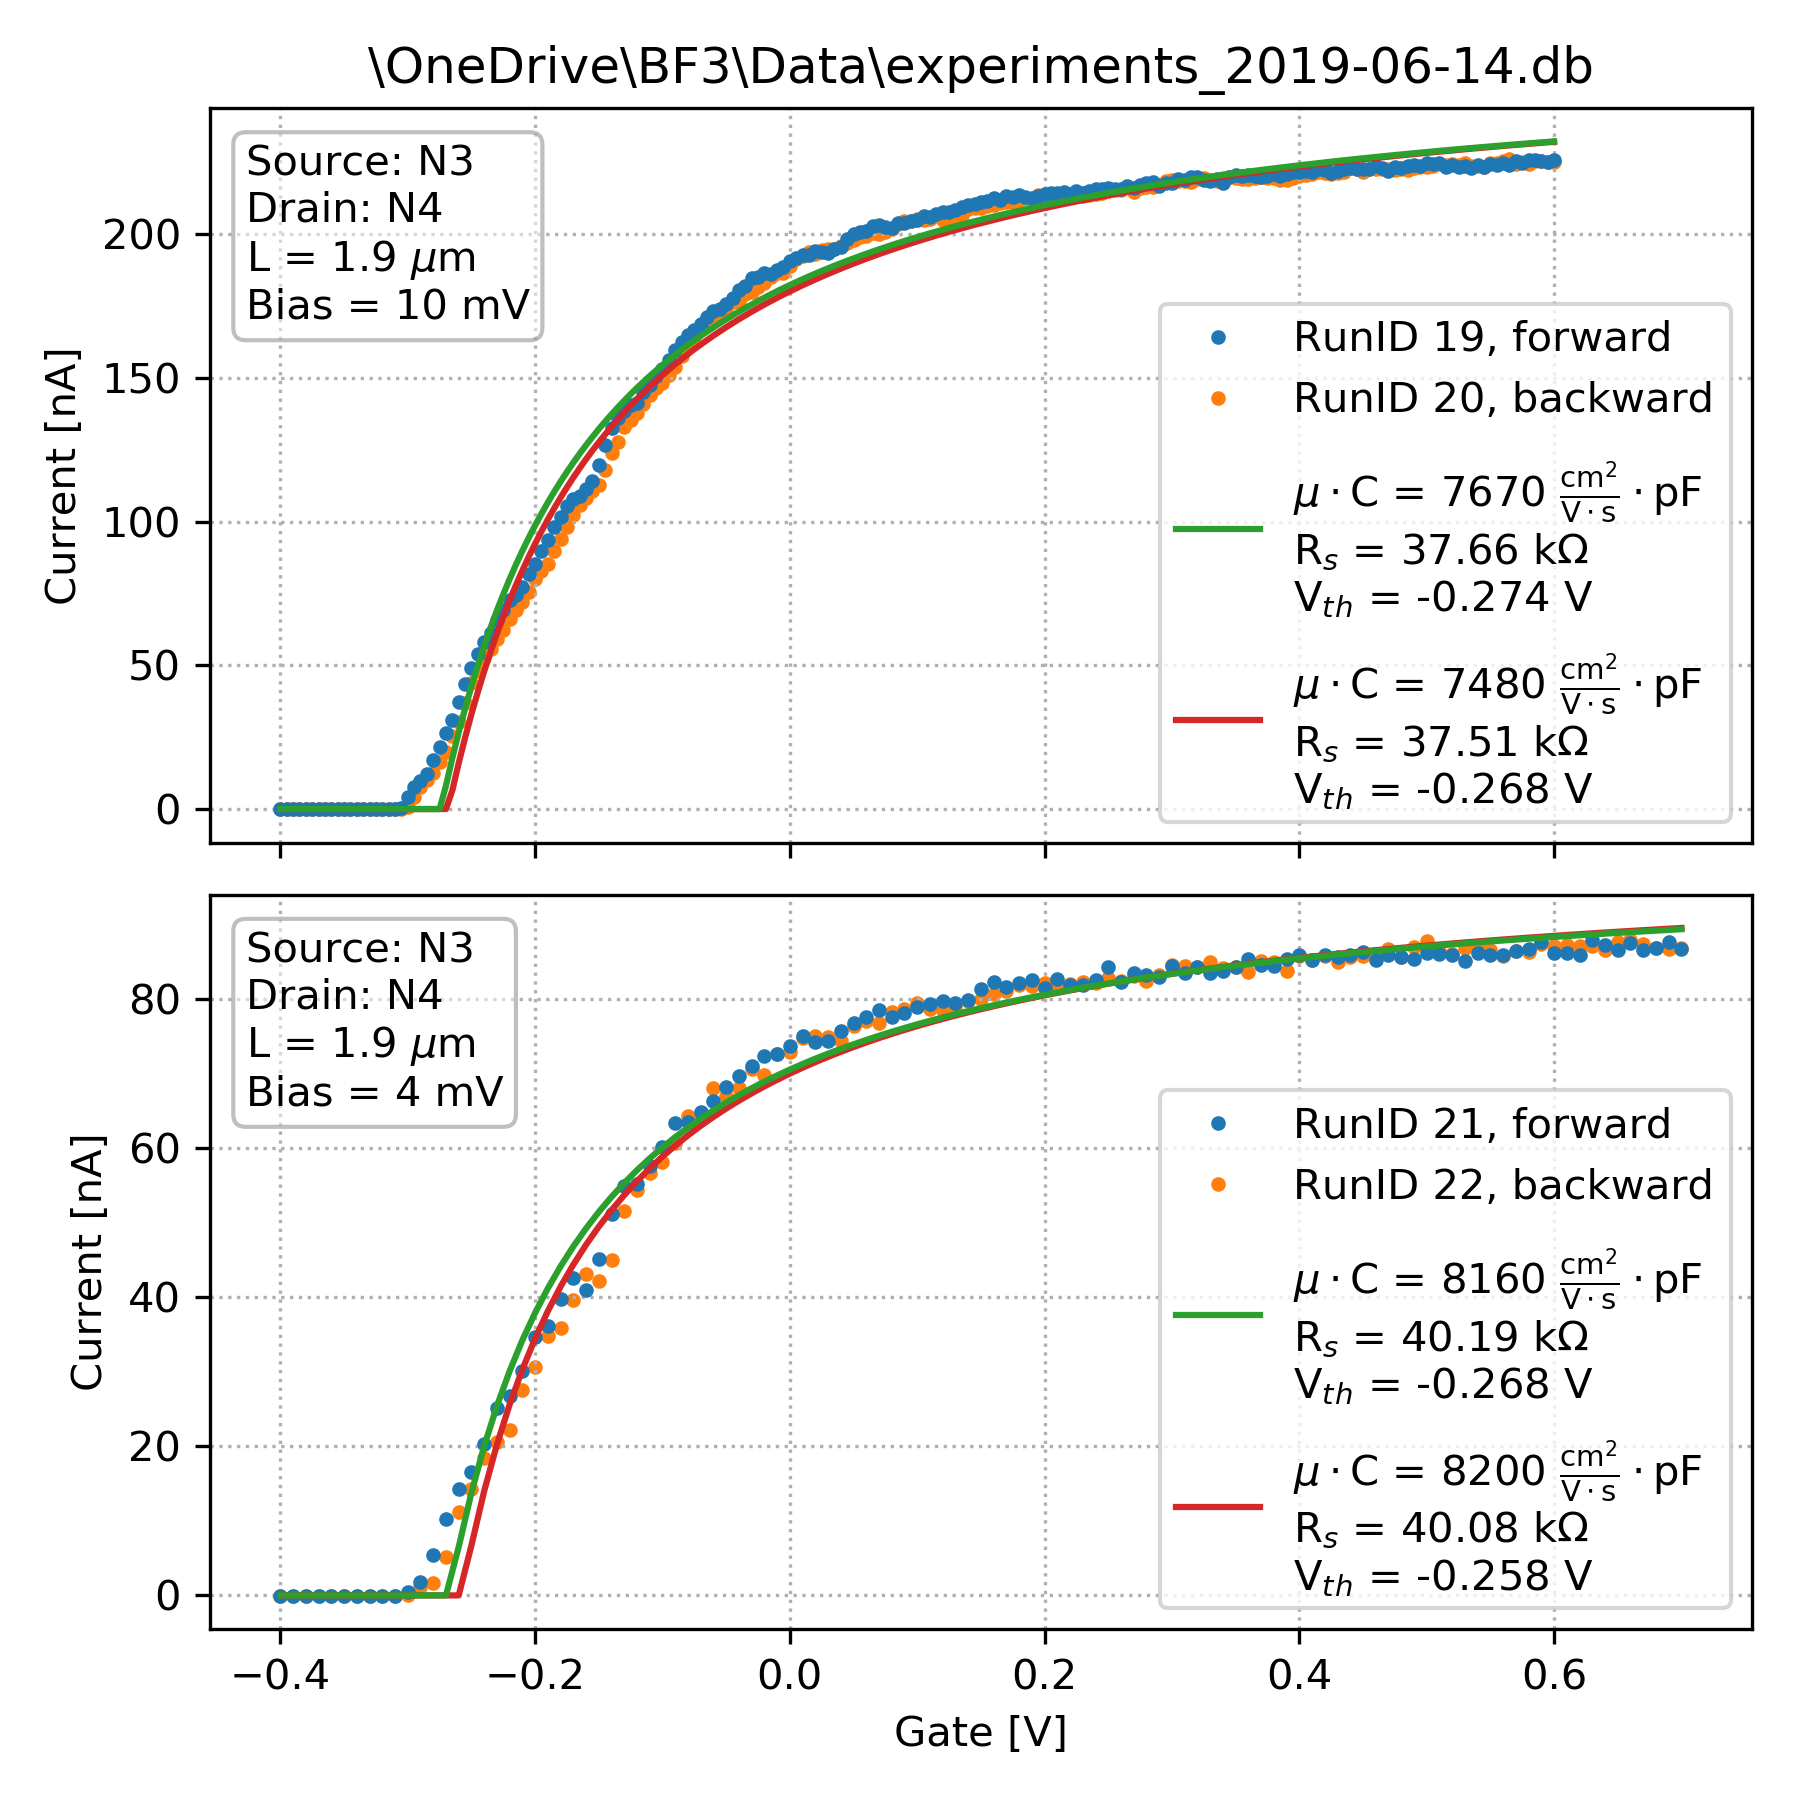 \OneDrive\BF3\Data\experiments_2019-06-14.db
Source: N3
Drain: N4
L = 1.9 μm
Bias = 10 mV
Current [nA]
200
150
100
50
0
RunID 19, forward
RunID 20, backward
μ · C = 7670 cm²/V · s · pF
Rₛ = 37.66 kΩ
V_th = -0.274 V
μ · C = 7480 cm²/V · s · pF
Rₛ = 37.51 kΩ
V_th = -0.268 V
Source: N3
Drain: N4
L = 1.9 μm
Bias = 4 mV
Current [nA]
80
60
40
20
0
RunID 21, forward
RunID 22, backward
μ · C = 8160 cm²/V · s · pF
Rₛ = 40.19 kΩ
V_th = -0.268 V
μ · C = 8200 cm²/V · s · pF
Rₛ = 40.08 kΩ
V_th = -0.258 V
−0.4 −0.2 0.0 0.2 0.4 0.6
Gate [V]